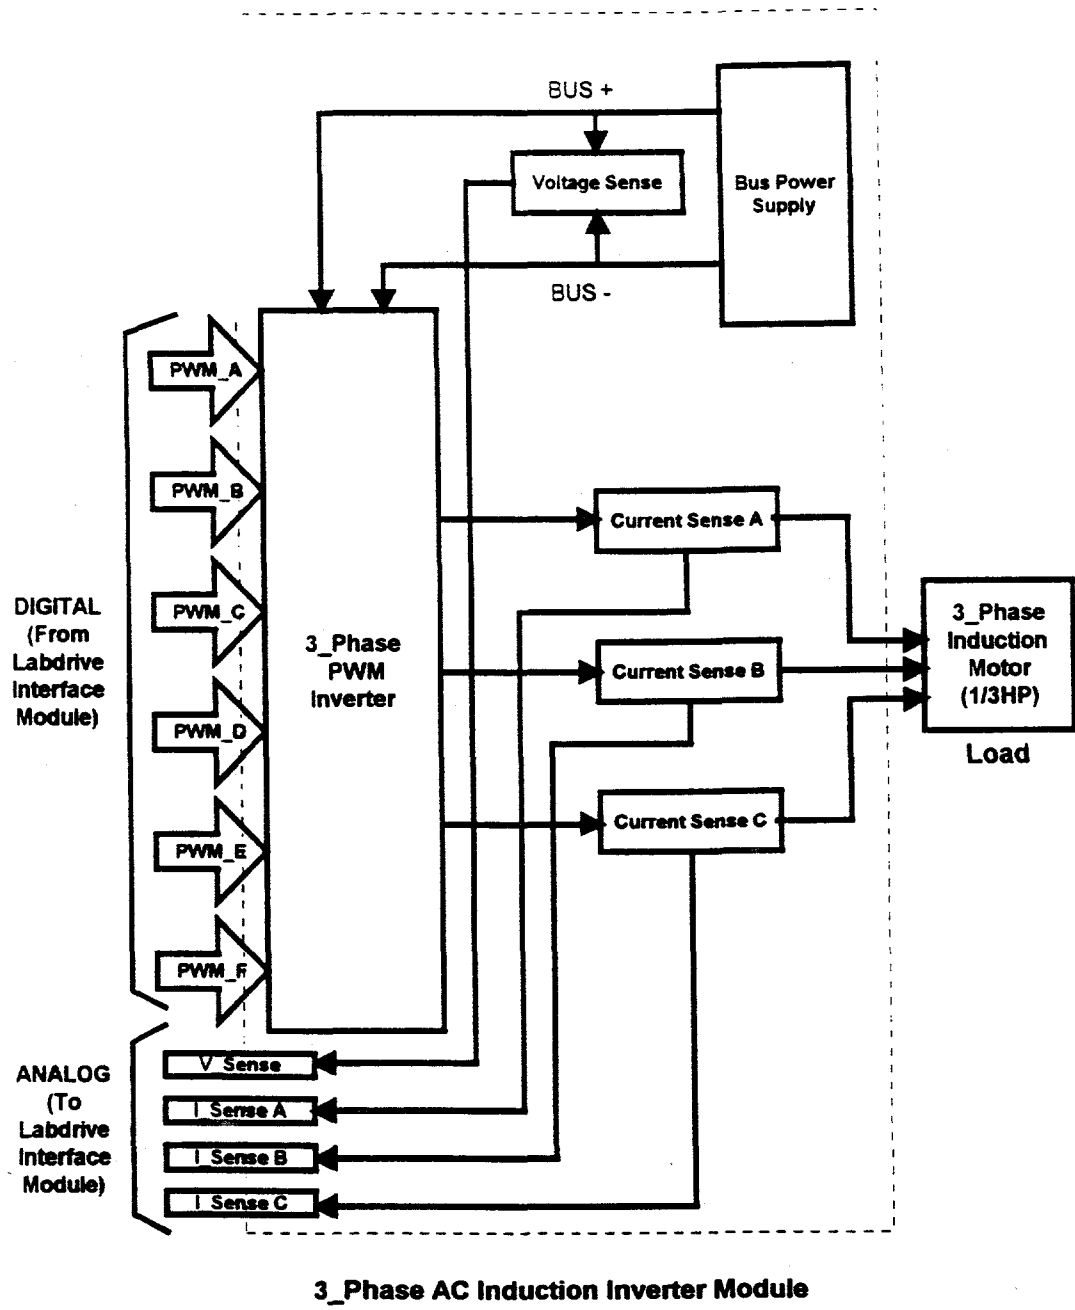 BUS +
Voltage Sense
Bus Power
Supply
BUS -
PWM_A
PWM_B
PWM_C
PWM_D
PWM_E
PWM_F
DIGITAL
(From
Labdrive
Interface
Module)
3_Phase
PWM
Inverter
Current Sense A
Current Sense B
Current Sense C
3_Phase
Induction
Motor
(1/3HP)
Load
ANALOG
(To
Labdrive
Interface
Module)
V_Sense
I_Sense A
I_Sense B
I_Sense C
3_Phase AC Induction Inverter Module